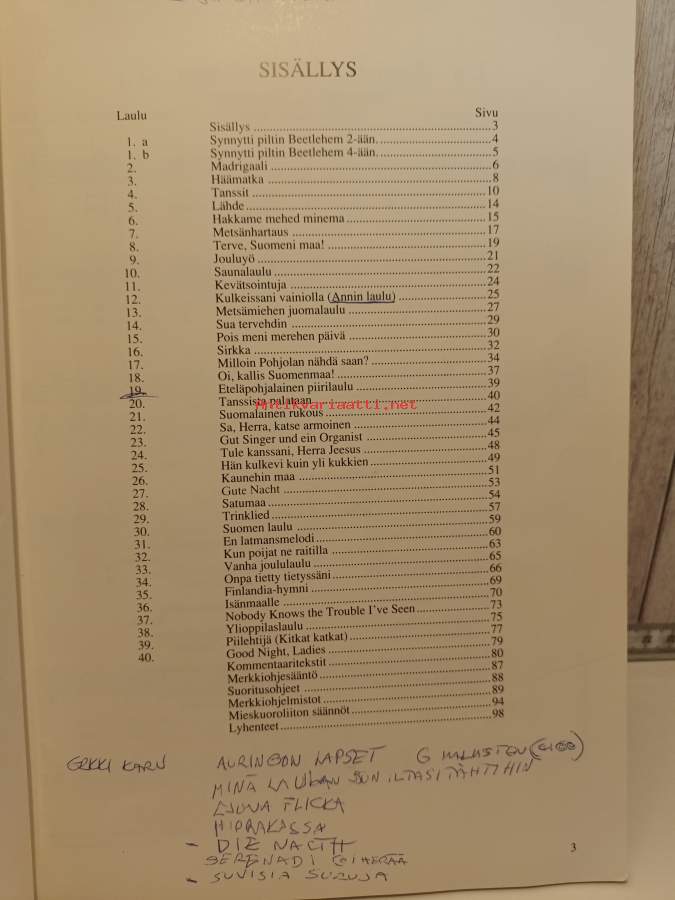 SISÄLLYS
Laulu Sivu
Sisällys 3
1. a Synnytti piltin Beetlehem 2-ään. 4
1. b Synnytti piltin Beetlehem 4-ään. 5
2. Madrigaali 6
3. Häämatka 8
4. Tanssit 10
5. Lähde 14
6. Hakkame mehed minema 15
7. Metsänhartaus 17
8. Terve, Suomeni maa! 19
9. Jouluyö 21
10. Saunalaulu 22
11. Kevätsointuja 24
12. Kulkeissani vainiolla (Annin laulu) 25
13. Metsämiehen juomalaulu 27
14. Sua tervehdin 29
15. Pois meni merehen päivä 30
16. Sirkka 32
17. Milloin Pohjolan nähdä saan? 34
18. Oi, kallis Suomenmaa! 37
19. Eteläpohjalainen piirilaulu 39
20. Tanssista palataan 40
21. Suomalainen rukous 42
22. Sa, Herra, katse armoinen 44
23. Gut Singer und ein Organist 45
24. Tule kanssani, Herra Jeesus 48
25. Hän kulkevi kuin yli kukkien 49
26. Kaunehin maa 51
27. Gute Nacht 53
28. Satumaa 54
29. Trinklied 57
30. Suomen laulu 59
31. En latmansmelodi 60
32. Kun poijat ne raitilla 63
33. Vanha joululaulu 65
34. Onpa tietty tietyssäni 66
35. Finlandia-hymni 69
36. Isänmaalle 70
37. Nobody Knows the Trouble I've Seen 73
38. Ylioppilaslaulu 75
39. Piilehtijä (Kitkat katkat) 77
40. Good Night, Ladies 79
Kommentaaritekstit 80
Merkkiohjesääntö 87
Suoritusohjeet 88
Merkkiohjelmistot 89
Mieskuoroliiton säännöt 94
Lyhenteet 98
Antikvariaatti.net
AURINGON LAPSET G
MINÄ LAULAN SUN ILTASI TÄHTIHIN
FLICKA
- DIE NACHT
SERENADI
- SUVISIA SURUJA
3